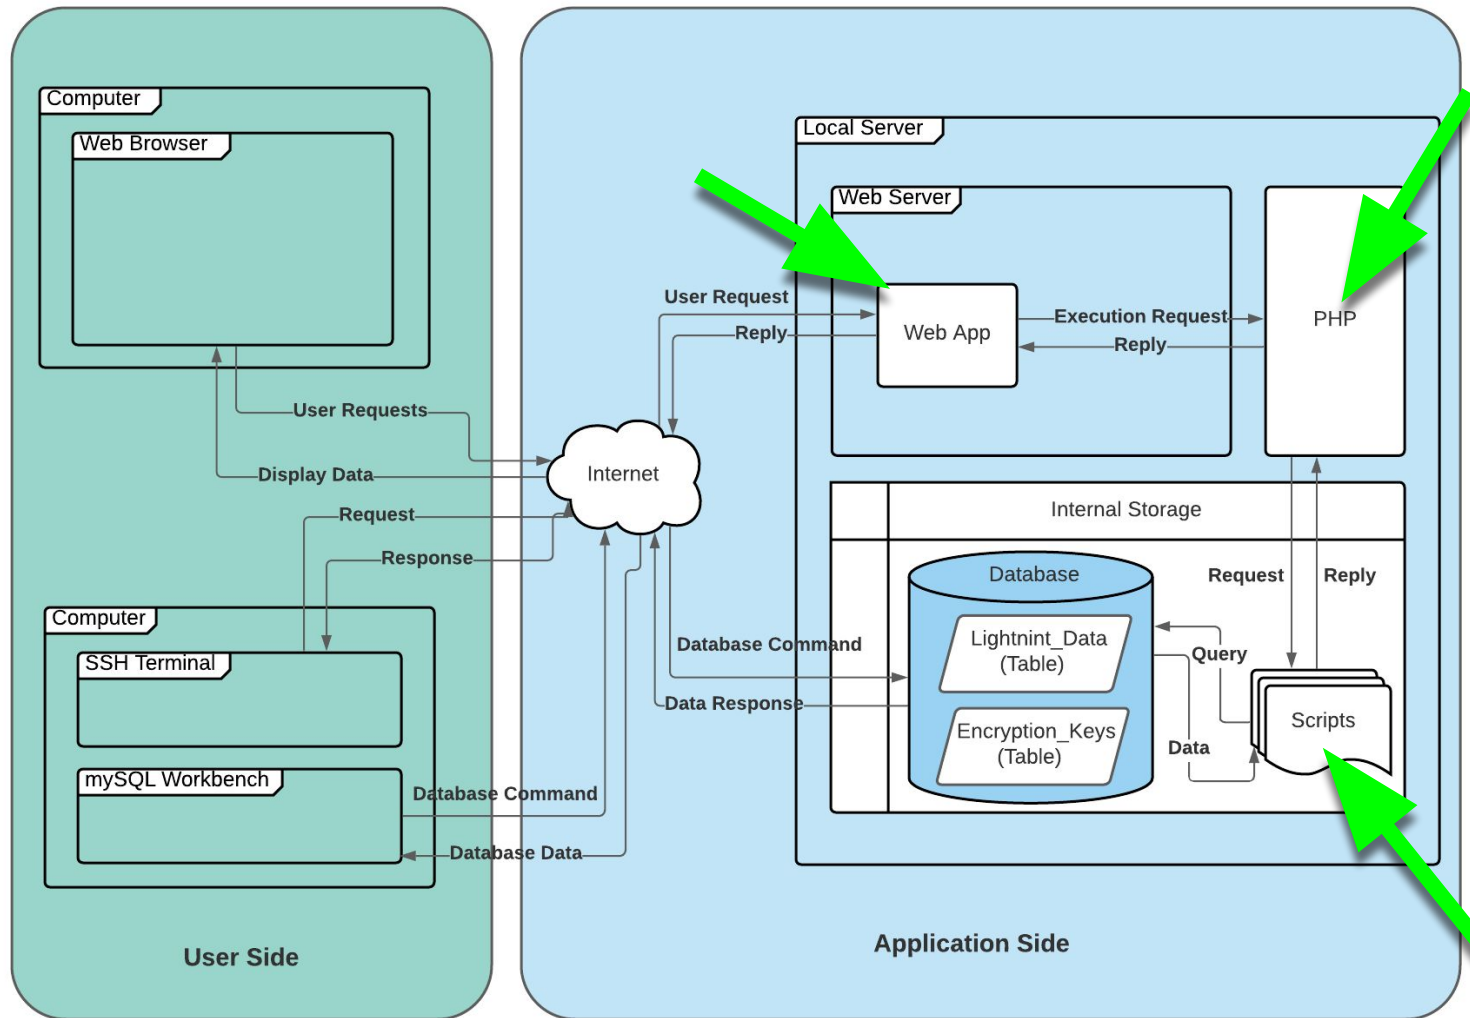 Computer
Web Browser
User Requests
Display Data
Request
Response
Computer
SSH Terminal
mySQL Workbench
Database Command
Database Data
User Side
Internet
Local Server
Web Server
User Request
Reply
Web App
Execution Request
Reply
PHP
Internal Storage
Request
Reply
Database
Lightnint_Data
(Table)
Encryption_Keys
(Table)
Database Command
Data Response
Query
Data
Scripts
Application Side